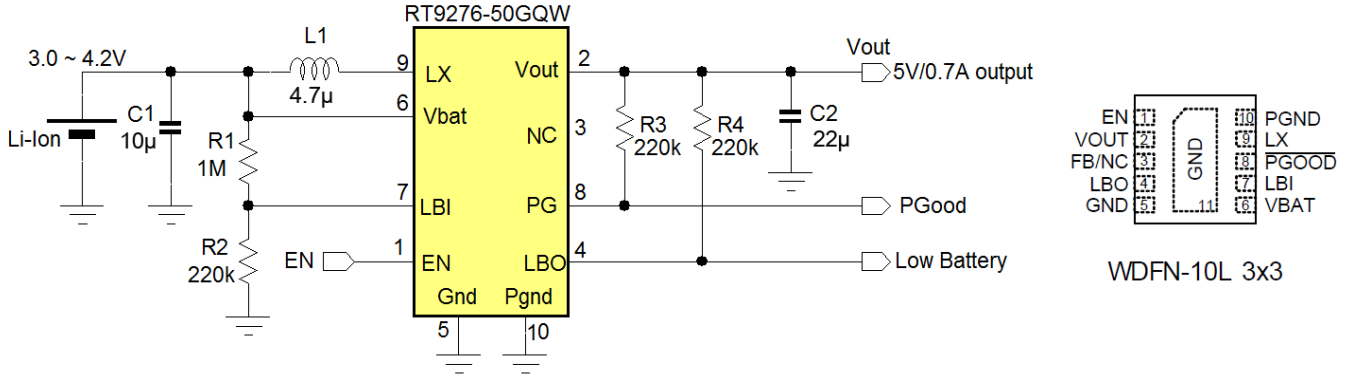 RT9276-50GQW
3.0 ~ 4.2V
L1
4.7µ
9
LX
Vout
2
Vout
5V/0.7A output
6
Vbat
NC
3
Li-Ion
C1
10µ
R1
1M
R3
220k
R4
220k
C2
22µ
7
LBI
PG
8
PGood
R2
220k
EN
1
EN
LBO
4
Low Battery
Gnd
Pgnd
5
10
EN 1
10 PGND
VOUT 2
9 LX
FB/NC 3
8 PGOOD
LBO 4
7 LBI
GND 5
6 VBAT
GND
11
WDFN-10L 3x3